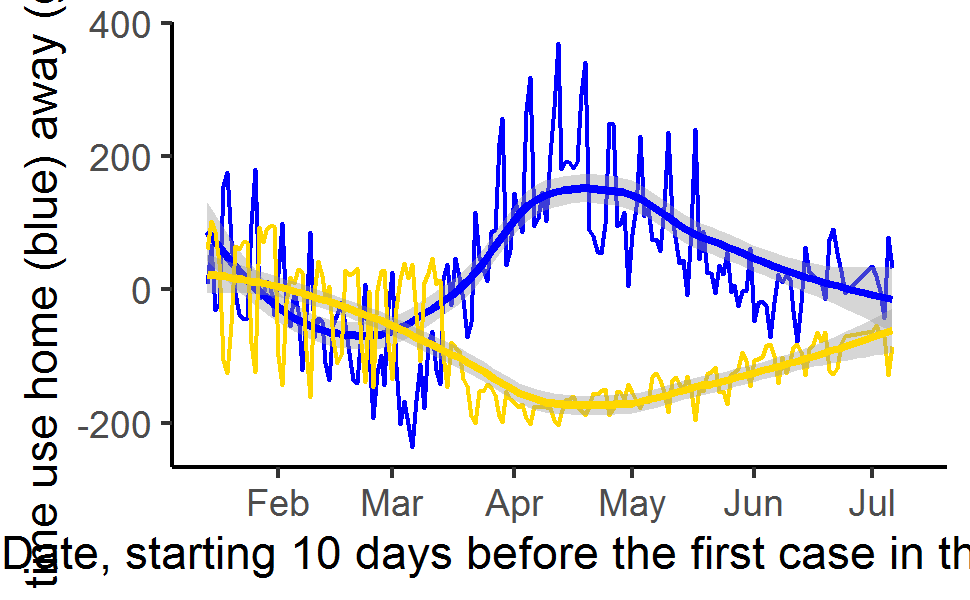 time use home (blue) away (
400
200
0
-200
Feb Mar Apr May Jun Jul
Date, starting 10 days before the first case in th